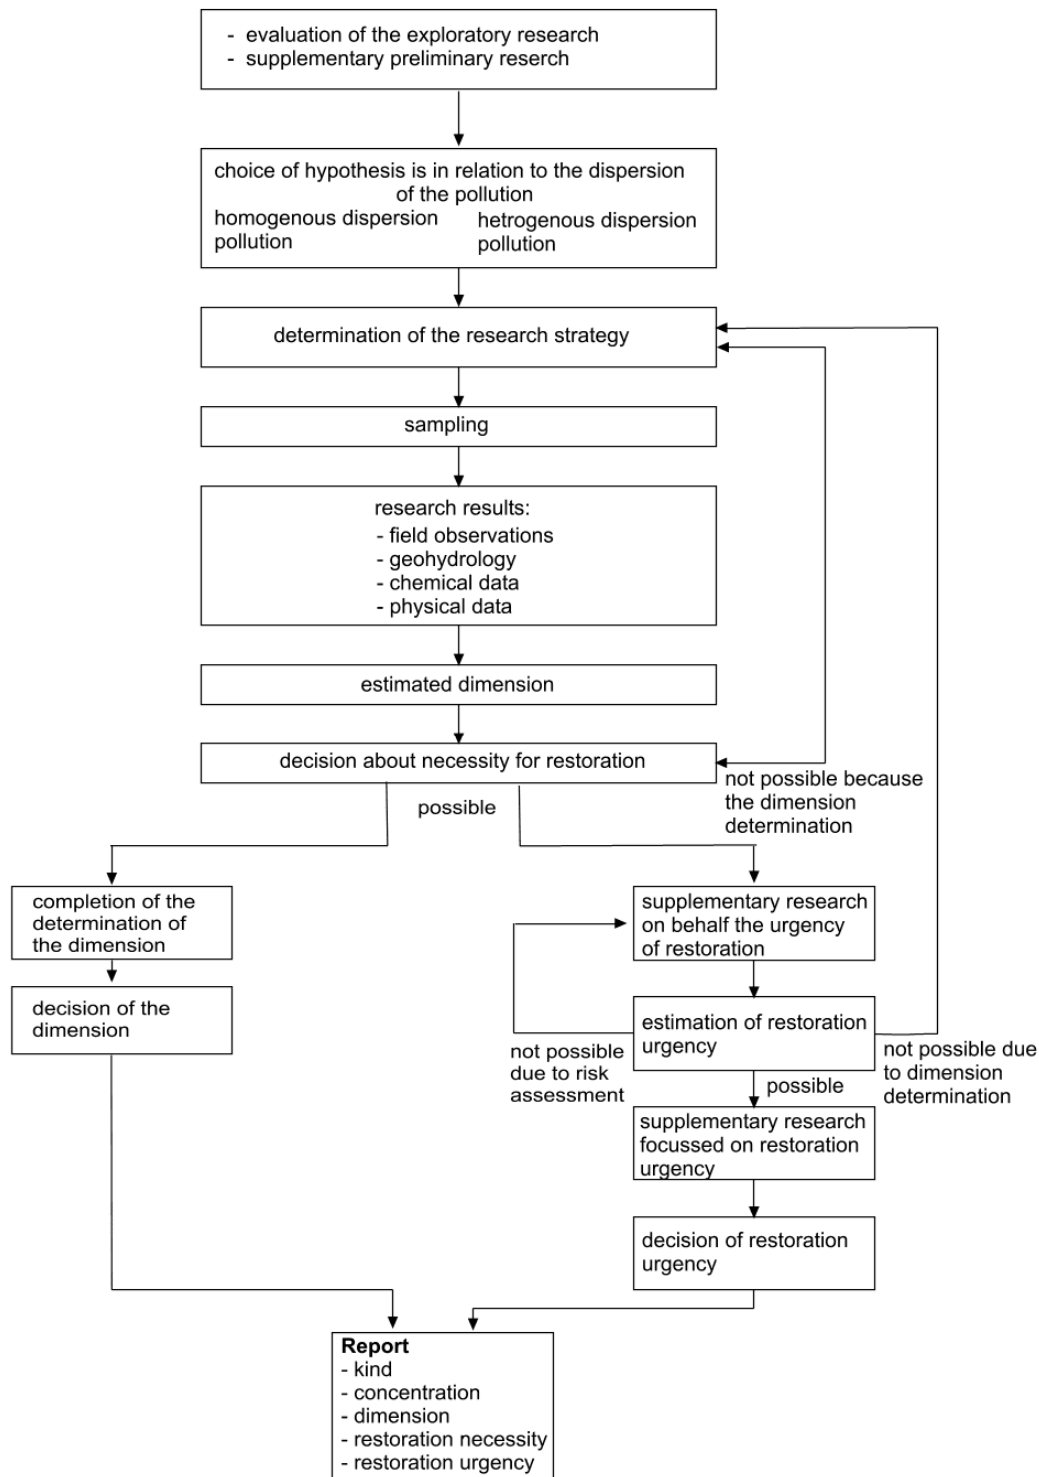 - evaluation of the exploratory research
- supplementary preliminary reserch
choice of hypothesis is in relation to the dispersion
of the pollution
homogenous dispersion
pollution
hetrogenous dispersion
pollution
determination of the research strategy
sampling
research results:
- field observations
- geohydrology
- chemical data
- physical data
estimated dimension
decision about necessity for restoration
possible
not possible because
the dimension
determination
completion of the
determination of
the dimension
decision of the
dimension
supplementary research
on behalf the urgency
of restoration
estimation of restoration
urgency
not possible
due to risk
assessment
not possible due
to dimension
determination
possible
supplementary research
focussed on restoration
urgency
decision of restoration
urgency
Report
- kind
- concentration
- dimension
- restoration necessity
- restoration urgency